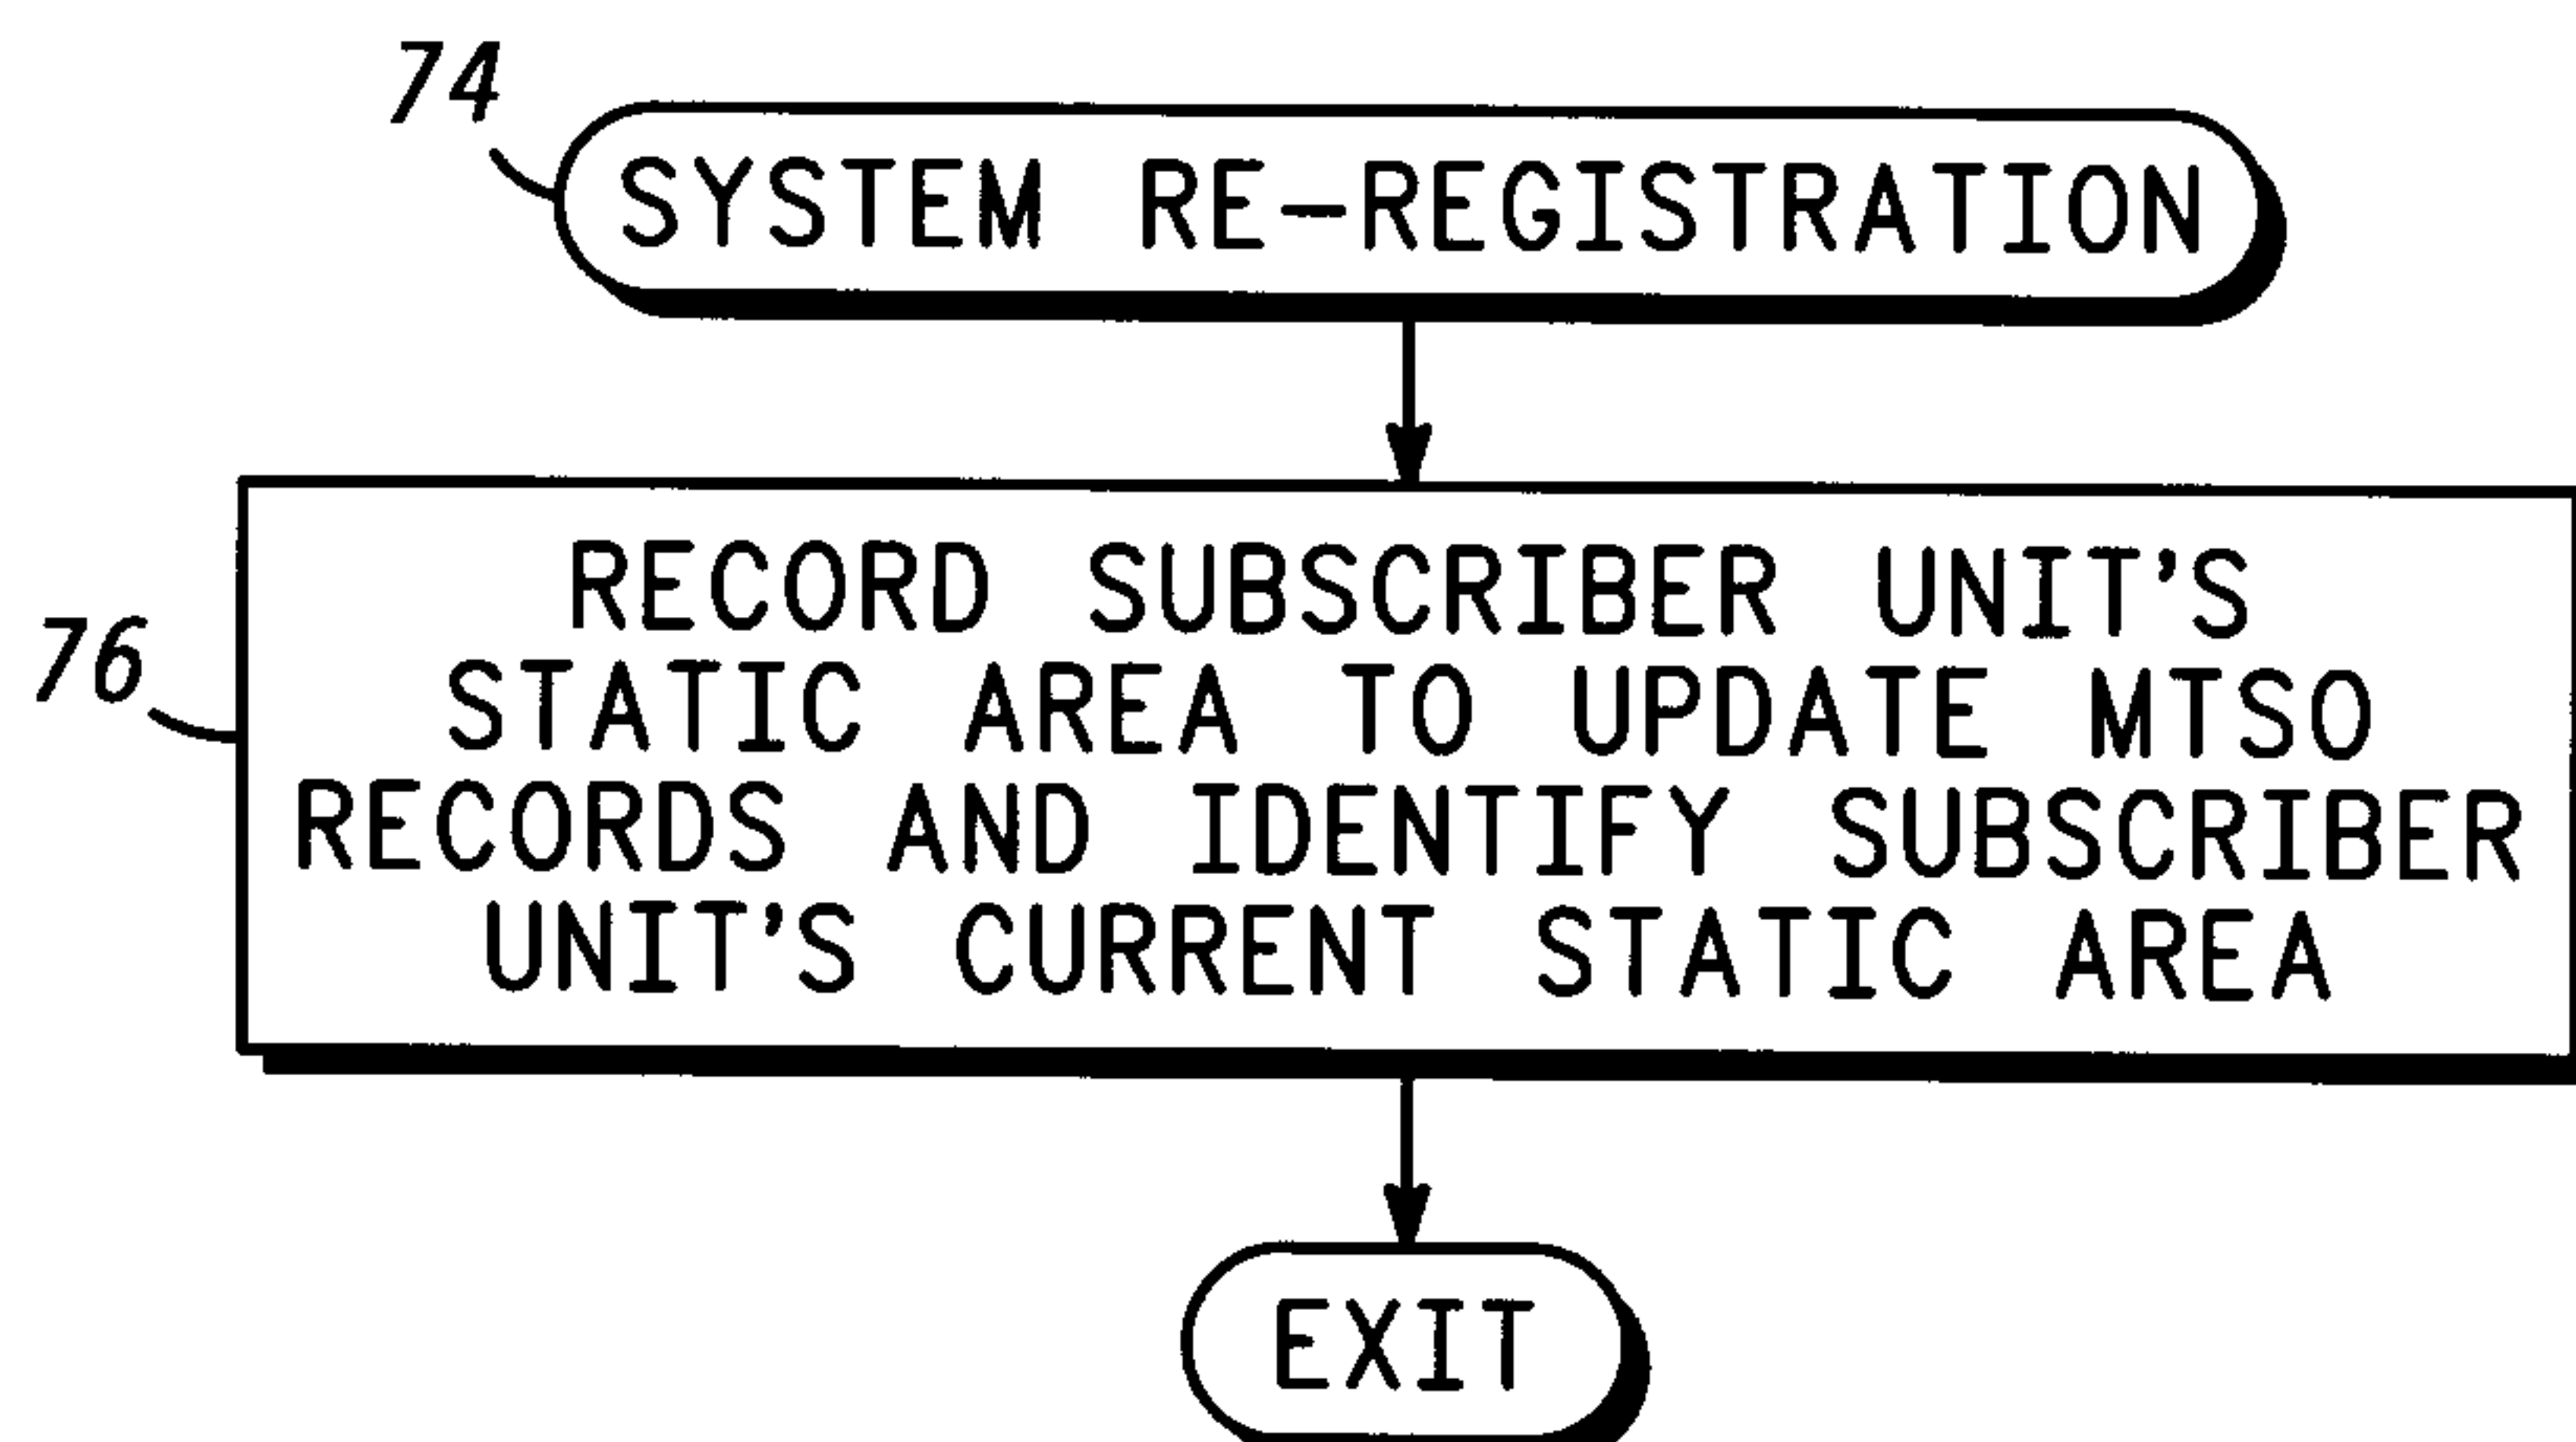 74
SYSTEM RE-REGISTRATION
76
RECORD SUBSCRIBER UNIT'S
STATIC AREA TO UPDATE MTSO
RECORDS AND IDENTIFY SUBSCRIBER
UNIT'S CURRENT STATIC AREA
EXIT